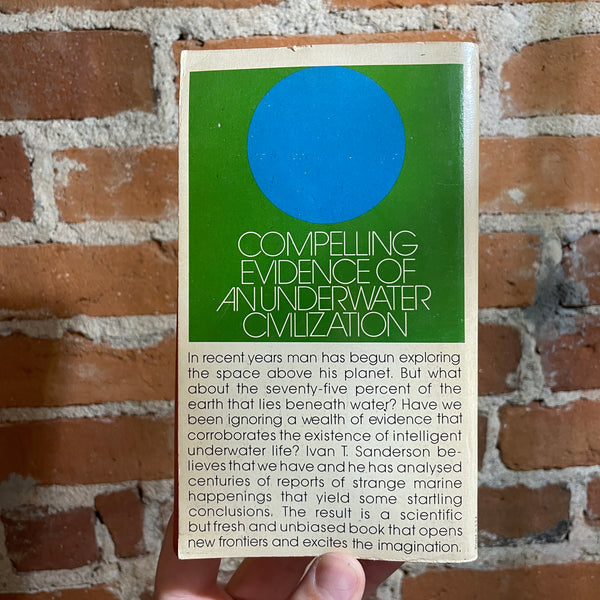 COMPELLING
EVIDENCE OF
AN UNDERWATER
CIVILIZATION
In recent years man has begun exploring
the space above his planet. But what
about the seventy-five percent of the
earth that lies beneath water? Have we
been ignoring a wealth of evidence that
corroborates the existence of intelligent
underwater life? Ivan T. Sanderson be-
lieves that we have and he has analysed
centuries of reports of strange marine
happenings that yield some startling
conclusions. The result is a scientific
but fresh and unbiased book that opens
new frontiers and excites the imagination.